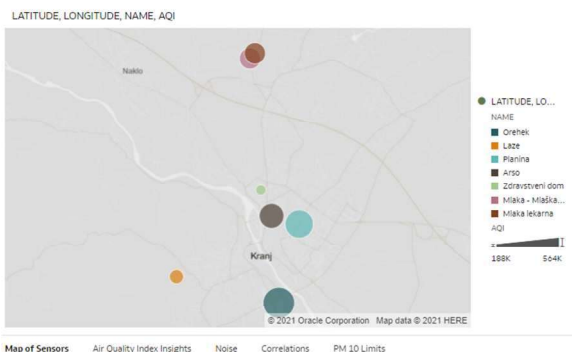 LATITUDE, LONGITUDE, NAME, AQI
Naklo
Kranj
© 2021 Oracle Corporation Map data © 2021 HERE
LATITUDE, LO...
NAME
Orehek
Laze
Planina
Arso
Zdravstveni dom
Mlaka - Mlaška...
Mlaka lekarna
AQI
188K 564K
Map of Sensors Air Quality Index Insights Noise Correlations PM 10 Limits